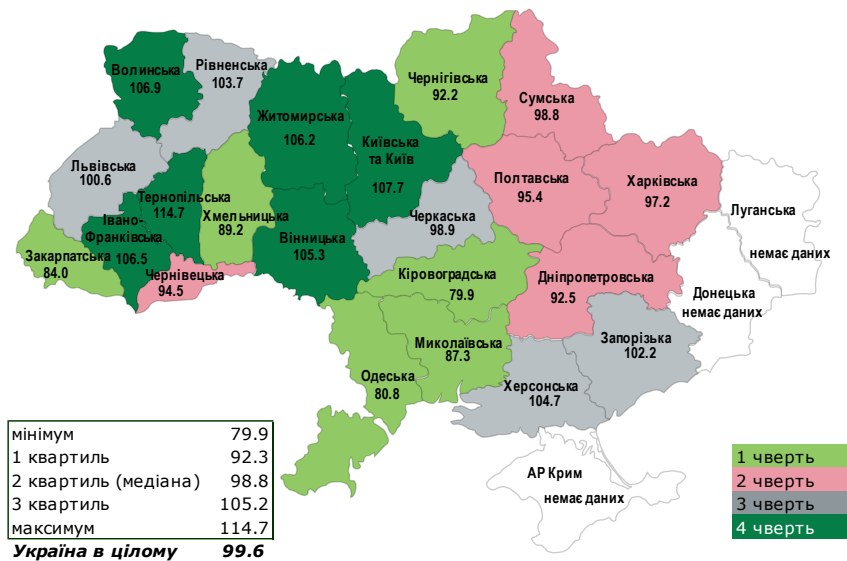 Волинська
106.9
Рівненська
103.7
Житомирська
106.2
Київська
та Київ
107.7
Чернігівська
92.2
Сумська
98.8
Львівська
100.6
Тернопільська
114.7
Хмельницька
89.2
Івано-
Франківська
106.5
Закарпатська
84.0
Чернівецька
94.5
Вінницька
105.3
Черкаська
98.9
Полтавська
95.4
Харківська
97.2
Луганська
немає даних
Донецька
немає даних
Кіровоградська
79.9
Дніпропетровська
92.5
Запорізька
102.2
Миколаївська
87.3
Одеська
80.8
Херсонська
104.7
АР Крим
немає даних
мінімум 79.9
1 квартиль 92.3
2 квартиль (медіана) 98.8
3 квартиль 105.2
максимум 114.7
Україна в цілому 99.6
1 чверть
2 чверть
3 чверть
4 чверть